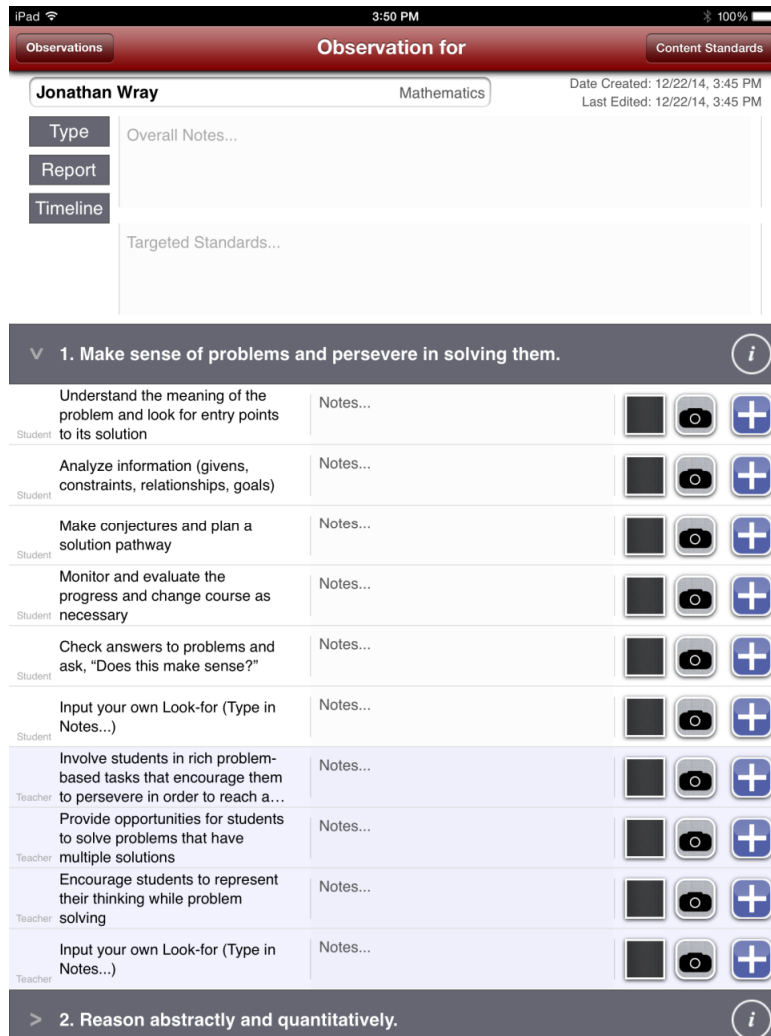 iPad 3:50 PM 100%
Observations Observation for Content Standards
Jonathan Wray Mathematics
Date Created: 12/22/14, 3:45 PM
Last Edited: 12/22/14, 3:45 PM
Type
Report
Timeline
Overall Notes...
Targeted Standards...
v 1. Make sense of problems and persevere in solving them. i
Understand the meaning of the
problem and look for entry points
Student to its solution
Notes...
Analyze information (givens,
constraints, relationships, goals)
Student
Notes...
Make conjectures and plan a
solution pathway
Student
Notes...
Monitor and evaluate the
progress and change course as
Student necessary
Notes...
Check answers to problems and
ask, “Does this make sense?”
Student
Notes...
Input your own Look-for (Type in
Notes...)
Student
Notes...
Involve students in rich problem-
based tasks that encourage them
Teacher to persevere in order to reach a...
Notes...
Provide opportunities for students
to solve problems that have
Teacher multiple solutions
Notes...
Encourage students to represent
their thinking while problem
Teacher solving
Notes...
Input your own Look-for (Type in
Notes...)
Teacher
Notes...
> 2. Reason abstractly and quantitatively. i